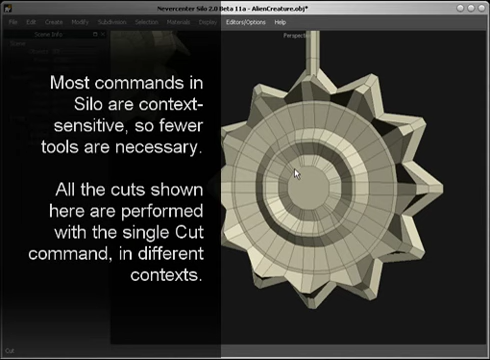 Nevercenter Silo 2.0 Beta 11a - AlienCreature.obj*
File Edit Create Modify Subdivision Selection Materials Display Editors/Options Help
Scene Info
Perspective
Most commands in
Silo are context-
sensitive, so fewer
tools are necessary.
All the cuts shown
here are performed
with the single Cut
command, in different
contexts.
Cut